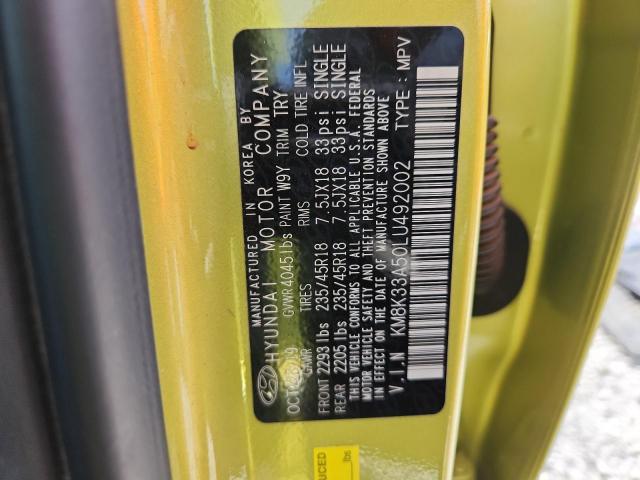 MANUFACTURED IN KOREA BY
HYUNDAI MOTOR COMPANY
GVWR4045lbs PAINT W9Y TRIM TRY
GAWR TIRES RIMS COLD TIRE INFL
FRONT 2293 lbs 235/45R18 7.5JX18 33psi SINGLE
REAR 2205 lbs 235/45R18 7.5JX18 33psi SINGLE
THIS VEHICLE CONFORMS TO ALL APPLICABLE U.S.A. FEDERAL
MOTOR VEHICLE SAFETY AND THEFT PREVENTION STANDARDS
IN EFFECT ON THE DATE OF MANUFACTURE SHOWN ABOVE
V.I.N KM8K33A50LU492002 TYPE : MPV
UCED
lbs